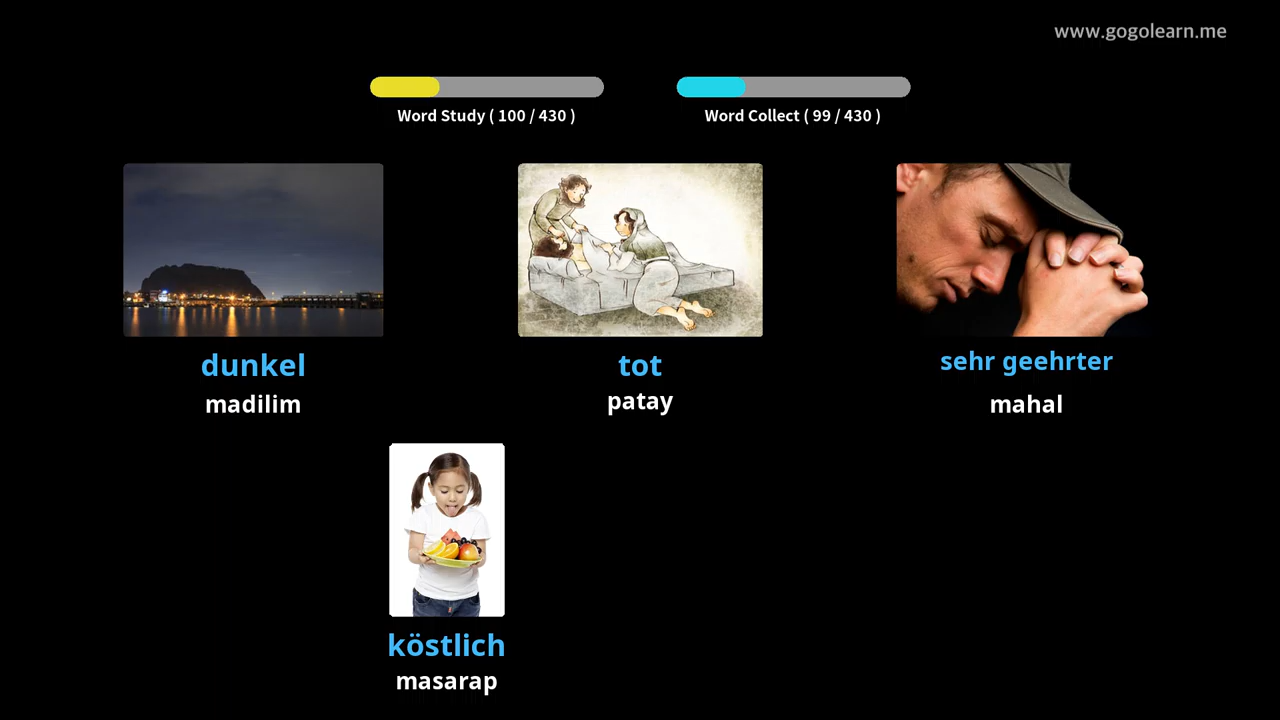 www.gogolearn.me
Word Study ( 100 / 430 )
Word Collect ( 99 / 430 )
dunkel
madilim
tot
patay
sehr geehrter
mahal
köstlich
masarap